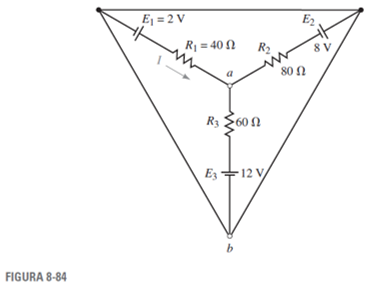 E1 = 2 V
E2
8 V
R1 = 40 Ω
R2
80 Ω
I
a
R3
60 Ω
E3
12 V
b
FIGURA 8-84